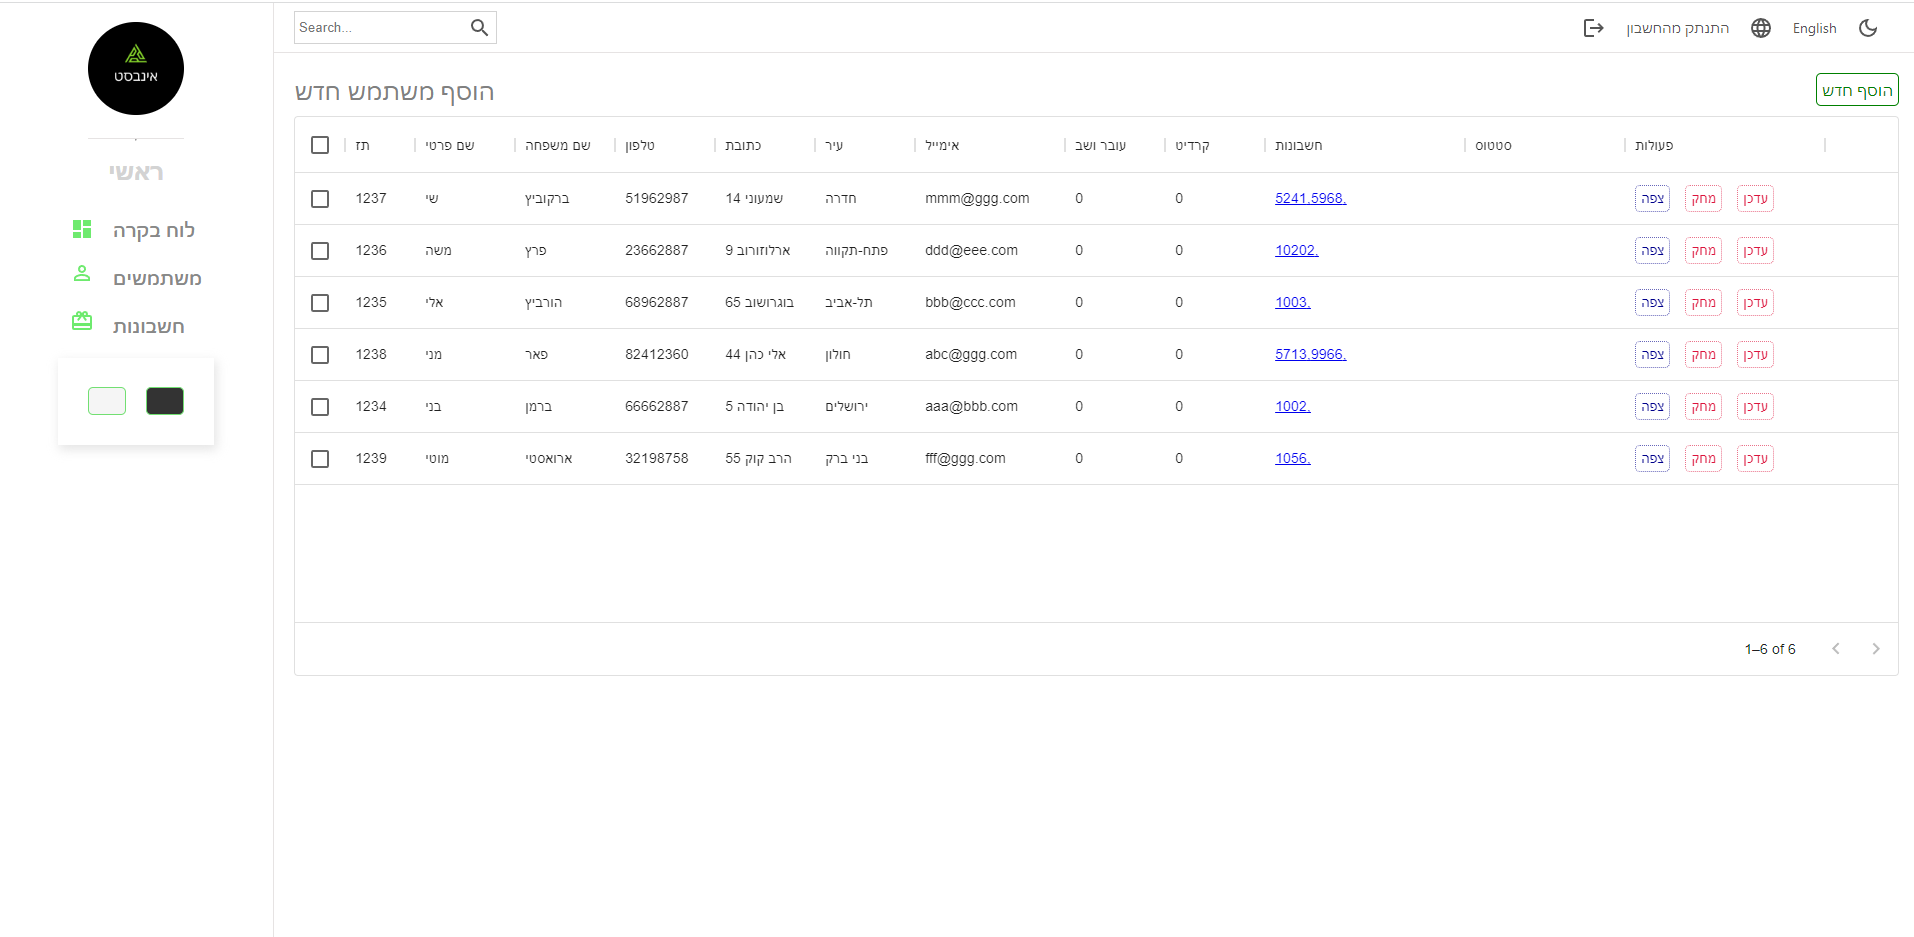 אינבסט
ראשי
לוח בקרה
משתמשים
חשבונות
Search...
התנתק מהחשבון
English
הוסף משתמש חדש
הוסף חדש
תז שם פרטי שם משפחה טלפון כתובת עיר אימייל עובר ושב קרדיט חשבונות סטטוס פעולות
1237 שי ברקוביץ 51962987 שמעוני 14 חדרה mmm@ggg.com 0 0 5241,5968, צפה מחק עדכן
1236 משה פרץ 23662887 ארלוזורוב 9 פתח-תקווה ddd@eee.com 0 0 10202, צפה מחק עדכן
1235 אלי הורביץ 68962887 בוגרושוב 65 תל-אביב bbb@ccc.com 0 0 1003, צפה מחק עדכן
1238 מני פאר 82412360 אלי כהן 44 חולון abc@ggg.com 0 0 5713,9966, צפה מחק עדכן
1234 בני ברמן 66662887 בן יהודה 5 ירושלים aaa@bbb.com 0 0 1002, צפה מחק עדכן
1239 מוטי ארואסטי 32198758 הרב קוק 55 בני ברק fff@ggg.com 0 0 1056, צפה מחק עדכן
1–6 of 6